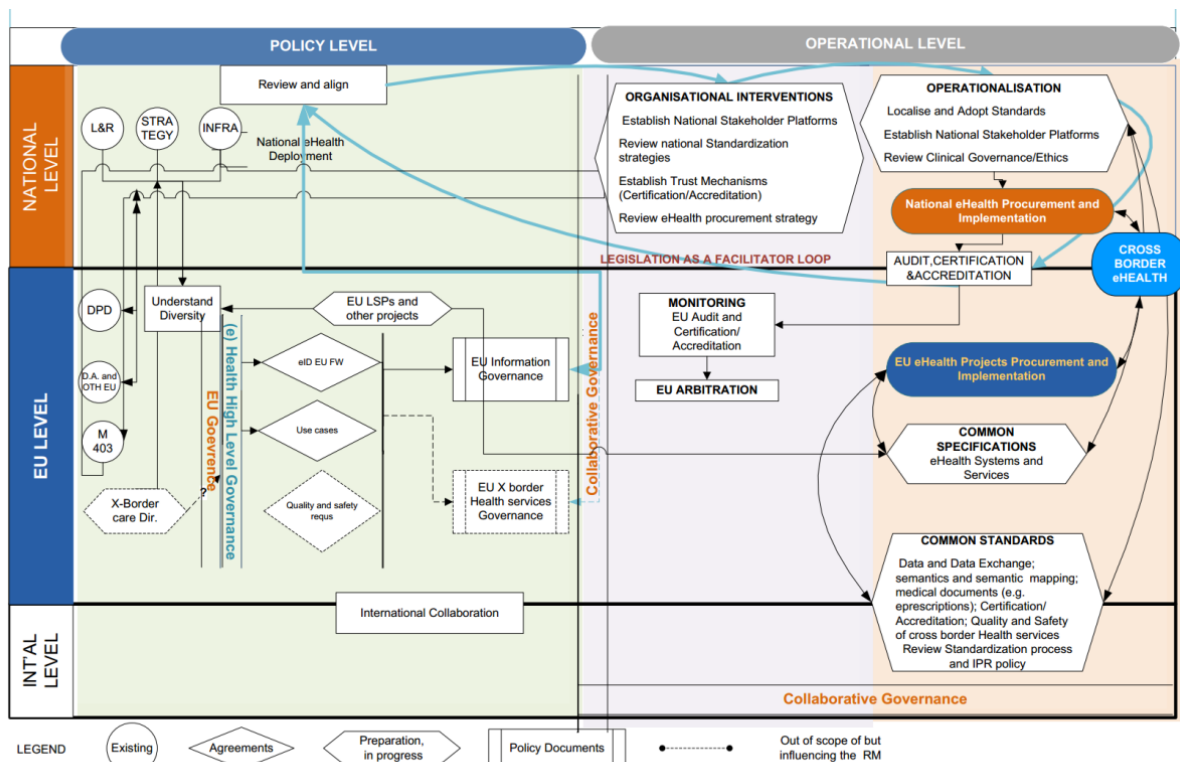 POLICY LEVEL
OPERATIONAL LEVEL
NATIONAL
LEVEL
Review and align
L&R
STRA
TEGY
INFRA
National eHealth
Deployment
ORGANISATIONAL INTERVENTIONS
Establish National Stakeholder Platforms
Review national Standardization
strategies
Establish Trust Mechanisms
(Certification/Accreditation)
Review eHealth procurement strategy
OPERATIONALISATION
Localise and Adopt Standards
Establish National Stakeholder Platforms
Review Clinical Governance/Ethics
National eHealth Procurement and
Implementation
LEGISLATION AS A FACILITATOR LOOP
AUDIT,CERTIFICATION
&ACCREDITATION
CROSS
BORDER
eHEALTH
EU LEVEL
DPD
Understand
Diversity
EU LSPs and
other projects
MONITORING
EU Audit and
Certification/
Accreditation
D.A. and
OTH EU
(e) Health High Level Governance
EU Goevrence
eID EU FW
EU Information
Governance
Collaborative Governance
EU ARBITRATION
EU eHealth Projects Procurement and
Implementation
M
403
Use cases
COMMON
SPECIFICATIONS
eHealth Systems and
Services
X-Border
care Dir.
?
Quality and safety
requs
EU X border
Health services
Governance
COMMON STANDARDS
Data and Data Exchange;
semantics and semantic mapping;
medical documents (e.g.
eprescriptions); Certification/
Accreditation; Quality and Safety
of cross border Health services
Review Standardization process
and IPR policy
INT'AL
LEVEL
International Collaboration
Collaborative Governance
LEGEND
Existing
Agreements
Preparation,
in progress
Policy Documents
Out of scope of but
influencing the RM